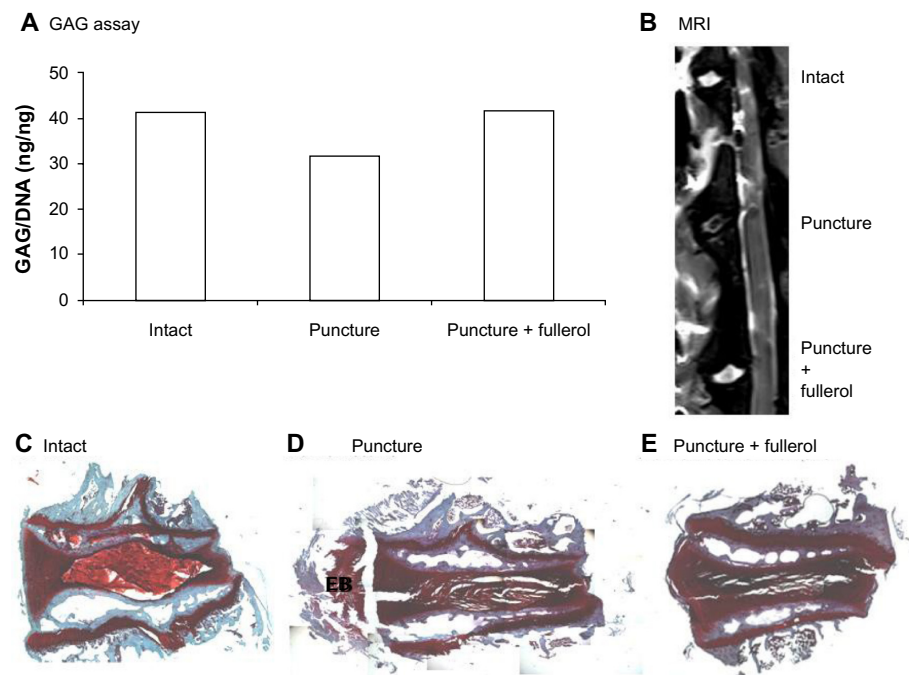 A GAG assay
GAG/DNA (ng/ng)
50
40
30
20
10
0
Intact
Puncture
Puncture + fullerol
B MRI
Intact
Puncture
Puncture
+
fullerol
C Intact
D Puncture
EB
E Puncture + fullerol